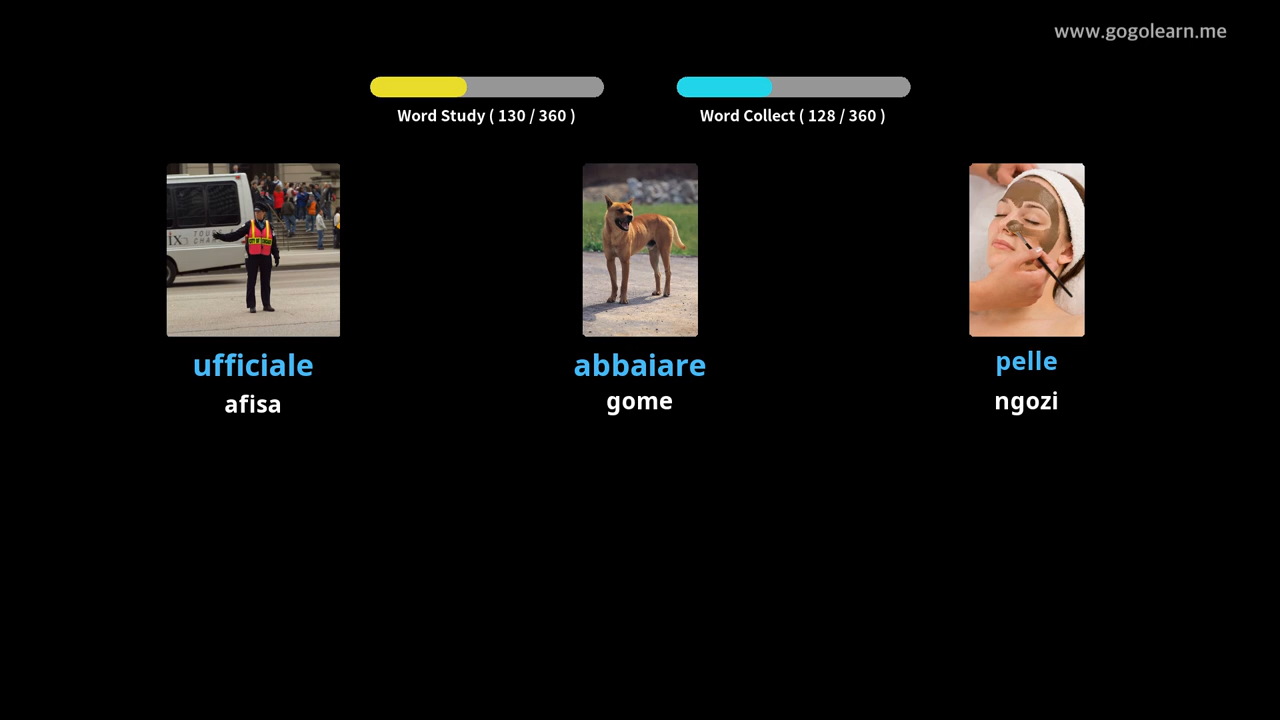 www.gogolearn.me
Word Study ( 130 / 360 )
Word Collect ( 128 / 360 )
ufficiale
afisa
abbaiare
gome
pelle
ngozi